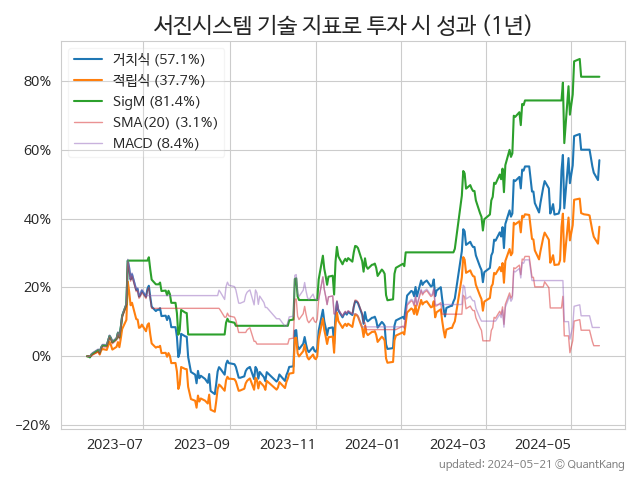 서진시스템 기술 지표로 투자 시 성과 (1년)
거치식 (57.1%)
적립식 (37.7%)
SigM (81.4%)
SMA(20) (3.1%)
MACD (8.4%)
80%
60%
40%
20%
0%
−20%
2023-07 2023-09 2023-11 2024-01 2024-03 2024-05
updated: 2024-05-21 © QuantKang